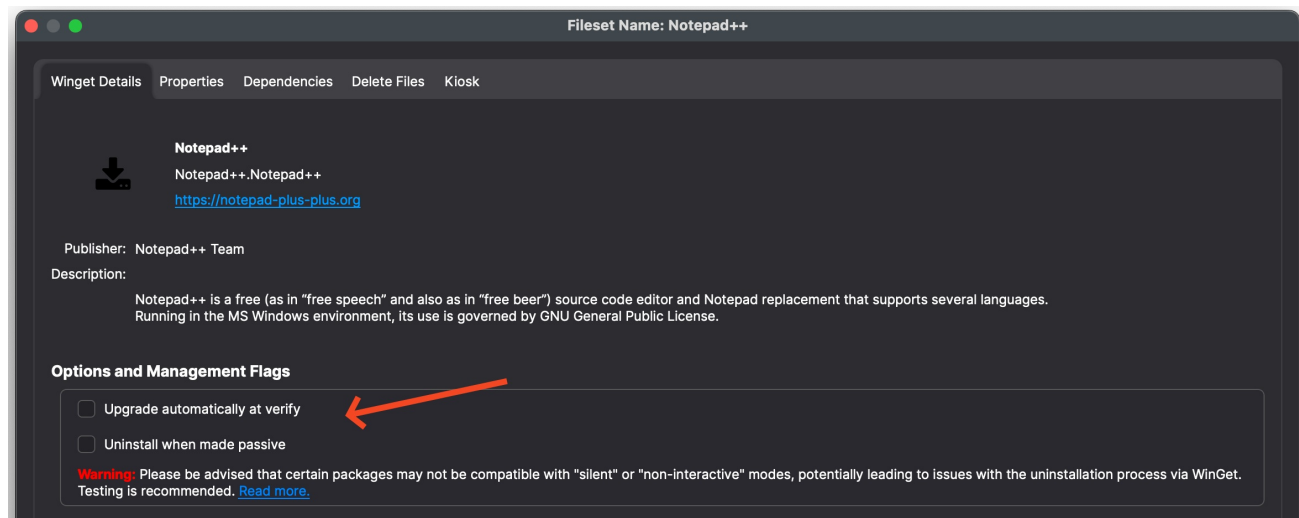 Fileset Name: Notepad++
Winget Details Properties Dependencies Delete Files Kiosk
Notepad++
Notepad++.Notepad++
https://notepad-plus-plus.org
Publisher: Notepad++ Team
Description:
Notepad++ is a free (as in “free speech” and also as in “free beer”) source code editor and Notepad replacement that supports several languages.
Running in the MS Windows environment, its use is governed by GNU General Public License.
Options and Management Flags
Upgrade automatically at verify
Uninstall when made passive
Warning: Please be advised that certain packages may not be compatible with "silent" or "non-interactive" modes, potentially leading to issues with the uninstallation process via WinGet.
Testing is recommended. Read more.